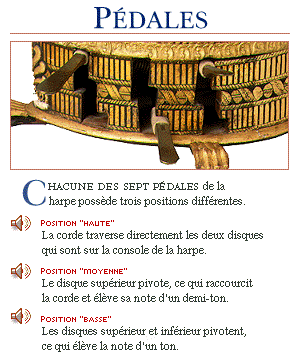 PÉDALES
CHACUNE DES SEPT PÉDALES de la
harpe possède trois positions différentes.
POSITION "HAUTE"
La corde traverse directement les deux disques
qui sont sur la console de la harpe.
POSITION "MOYENNE"
Le disque supérieur pivote, ce qui raccourcit
la corde et élève sa note d'un demi-ton.
POSITION "BASSE"
Les disques supérieur et inférieur pivotent,
ce qui élève la note d'un ton.